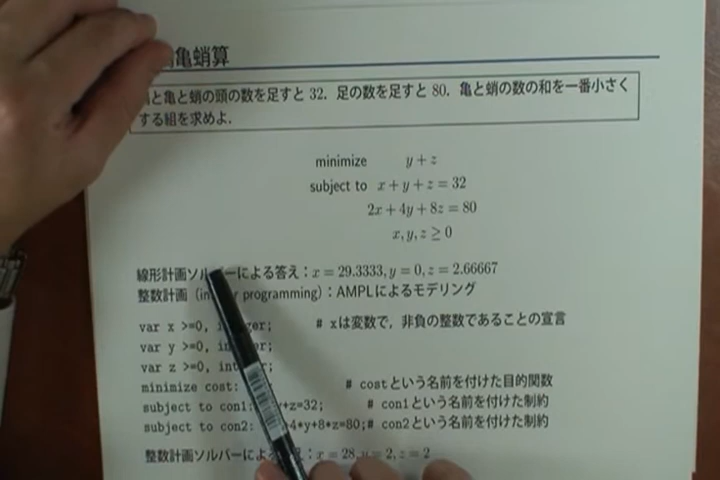 亀蛸算
と亀と蛸の頭の数を足すと 32．足の数を足すと 80．亀と蛸の数の和を一番小さく
する組を求めよ．
minimize y + z
subject to x + y + z = 32
2x + 4y + 8z = 80
x, y, z ≥ 0
線形計画ソルバーによる答え：x = 29.3333, y = 0, z = 2.66667
整数計画 (in programming)：AMPLによるモデリング
var x >=0, in ger; # xは変数で，非負の整数であることの宣言
var y >=0, in er;
var z >=0, in
minimize cost: # costという名前を付けた目的関数
subject to con1: y+z=32; # con1という名前を付けた制約
subject to con2: 4*y+8*z=80;# con2という名前を付けた制約
整数計画ソルバーによ ：x = 28, y = 2, z = 2